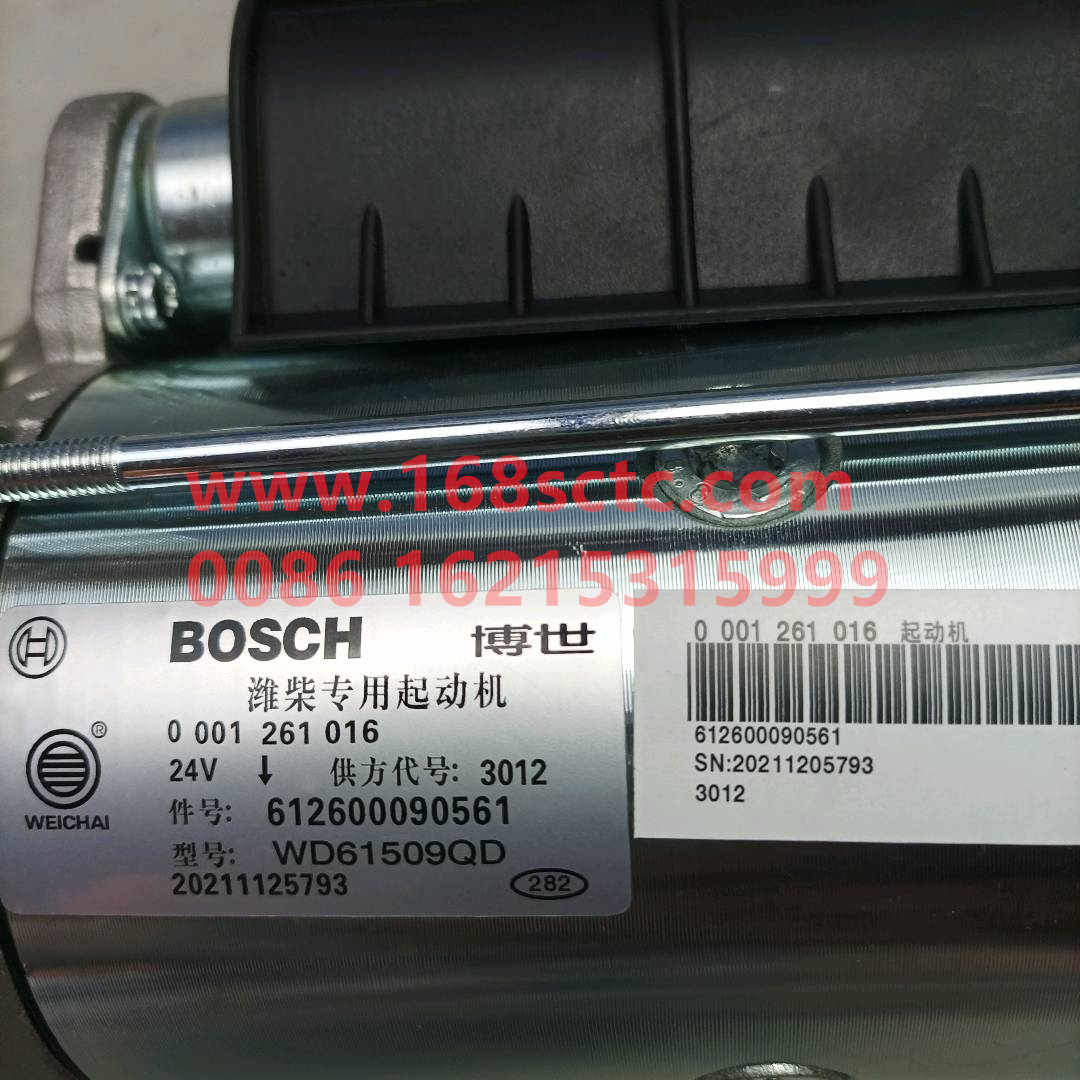 www.168sctc.com
0086 16215315999
BOSCH 博世
潍柴专用起动机
0 001 261 016
24V ↓ 供方代号: 3012
件号: 612600090561
型号: WD61509QD
20211125793
282
®
WEICHAI
0 001 261 016 起动机
612600090561
SN:20211205793
3012